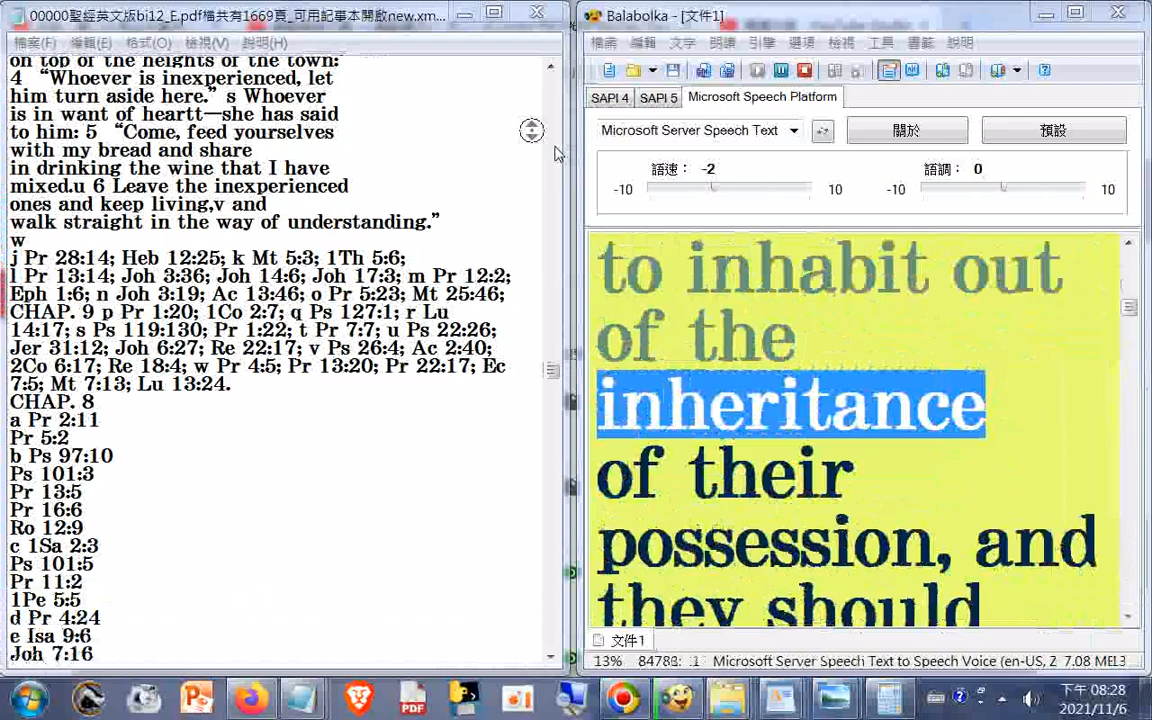 00000聖經英文版bi12_E.pdf檔共有1669頁_可用記事本開啟new.xm...
檔案(F) 編輯(E) 格式(O) 檢視(V) 說明(H)
on top of the heights of the town:
4 “Whoever is inexperienced, let
him turn aside here.” s Whoever
is in want of heartt—she has said
to him: 5 “Come, feed yourselves
with my bread and share
in drinking the wine that I have
mixed.u 6 Leave the inexperienced
ones and keep living,v and
walk straight in the way of understanding.”
w
j Pr 28:14; Heb 12:25; k Mt 5:3; 1Th 5:6;
l Pr 13:14; Joh 3:36; Joh 14:6; Joh 17:3; m Pr 12:2;
Eph 1:6; n Joh 3:19; Ac 13:46; o Pr 5:23; Mt 25:46;
CHAP. 9 p Pr 1:20; 1Co 2:7; q Ps 127:1; r Lu
14:17; s Ps 119:130; Pr 1:22; t Pr 7:7; u Ps 22:26;
Jer 31:12; Joh 6:27; Re 22:17; v Ps 26:4; Ac 2:40;
2Co 6:17; Re 18:4; w Pr 4:5; Pr 13:20; Pr 22:17; Ec
7:5; Mt 7:13; Lu 13:24.
CHAP. 8
a Pr 2:11
Pr 5:2
b Ps 97:10
Ps 101:3
Pr 13:5
Pr 16:6
Ro 12:9
c 1Sa 2:3
Ps 101:5
Pr 11:2
1Pe 5:5
d Pr 4:24
e Isa 9:6
Joh 7:16
Balabolka - [文件1]
檔案 編輯 文字 朗讀 引擎 選項 檢視 工具 書籤 說明
SAPI 4 SAPI 5 Microsoft Speech Platform
Microsoft Server Speech Text 關於 預設
語速： -2 語調： 0
-10 10 -10 10
to inhabit out
of the
inheritance
of their
possession, and
they should
文件1
13% Microsoft Server Speech Text to Speech Voice (en-US, 7.08 ME
PDF
下午 08:28
2021/11/6